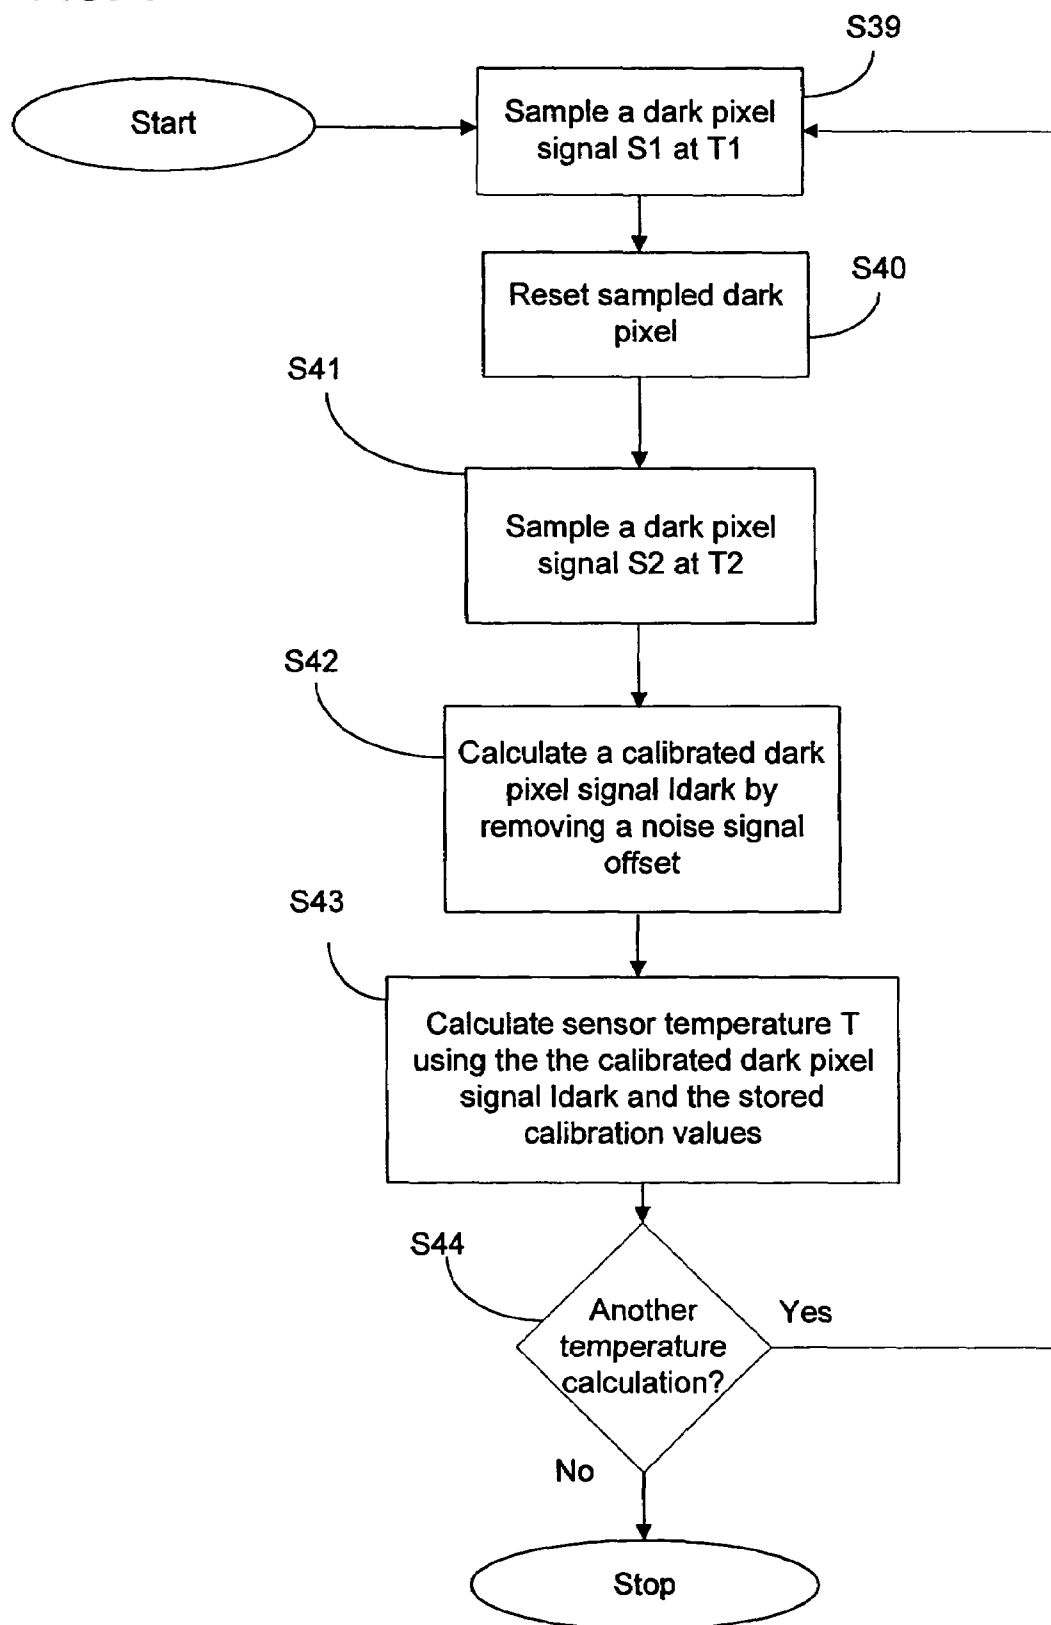 S39
Start
Sample a dark pixel
signal S1 at T1
S40
Reset sampled dark
pixel
S41
Sample a dark pixel
signal S2 at T2
S42
Calculate a calibrated dark
pixel signal Idark by
removing a noise signal
offset
S43
Calculate sensor temperature T
using the the calibrated dark pixel
signal Idark and the stored
calibration values
S44
Another
temperature
calculation?
Yes
No
Stop